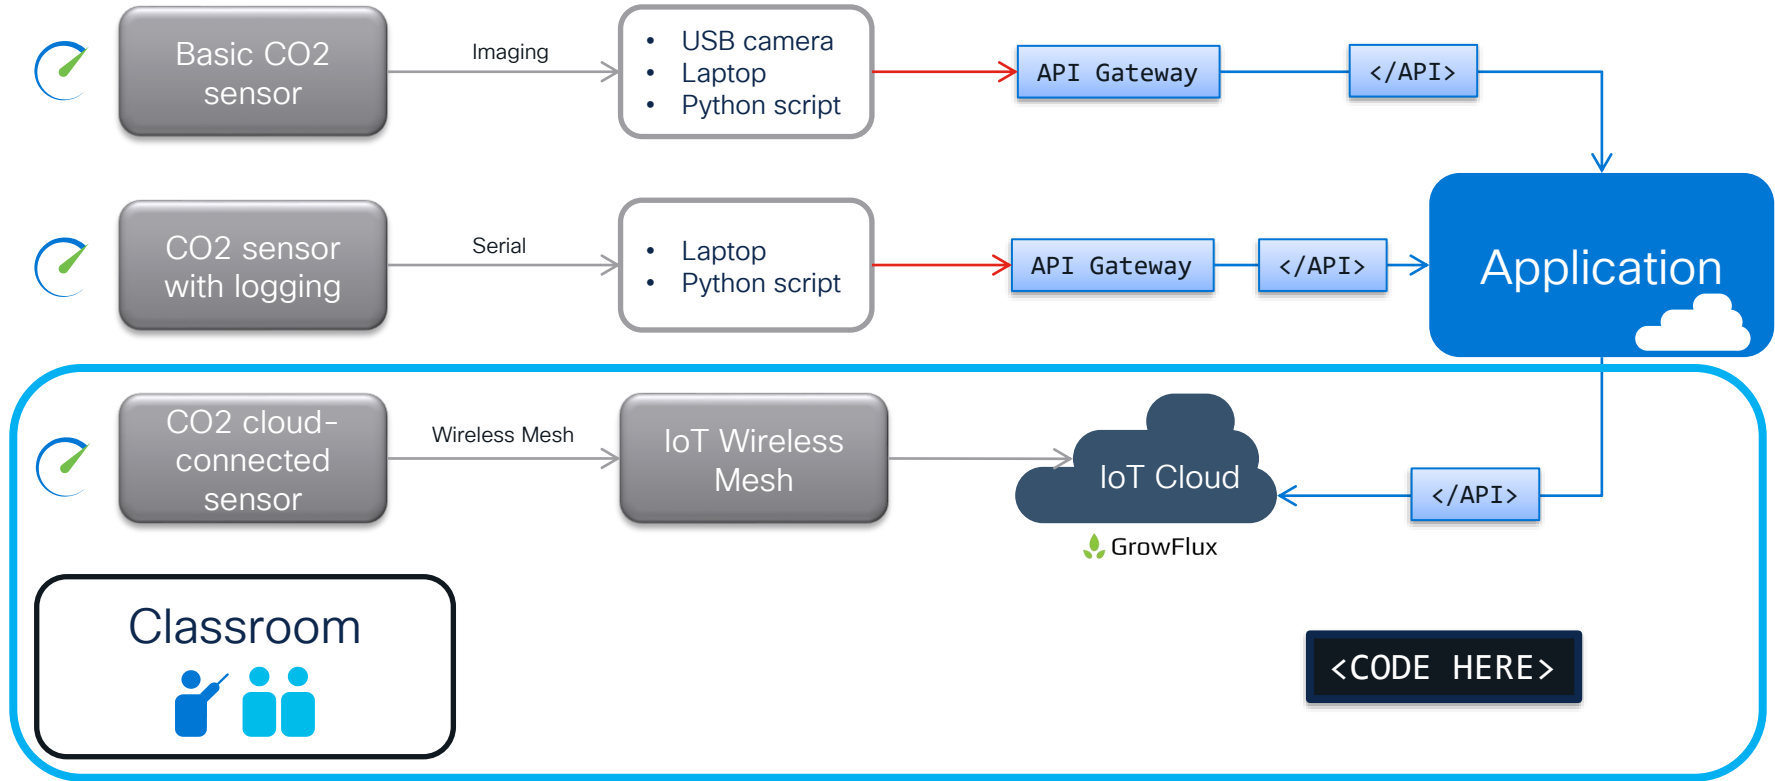 Basic CO2
sensor
Imaging
• USB camera
• Laptop
• Python script
API Gateway
</API>
CO2 sensor
with logging
Serial
• Laptop
• Python script
API Gateway
</API>
Application
CO2 cloud-
connected
sensor
Wireless Mesh
IoT Wireless
Mesh
IoT Cloud
</API>
GrowFlux
Classroom
<CODE HERE>